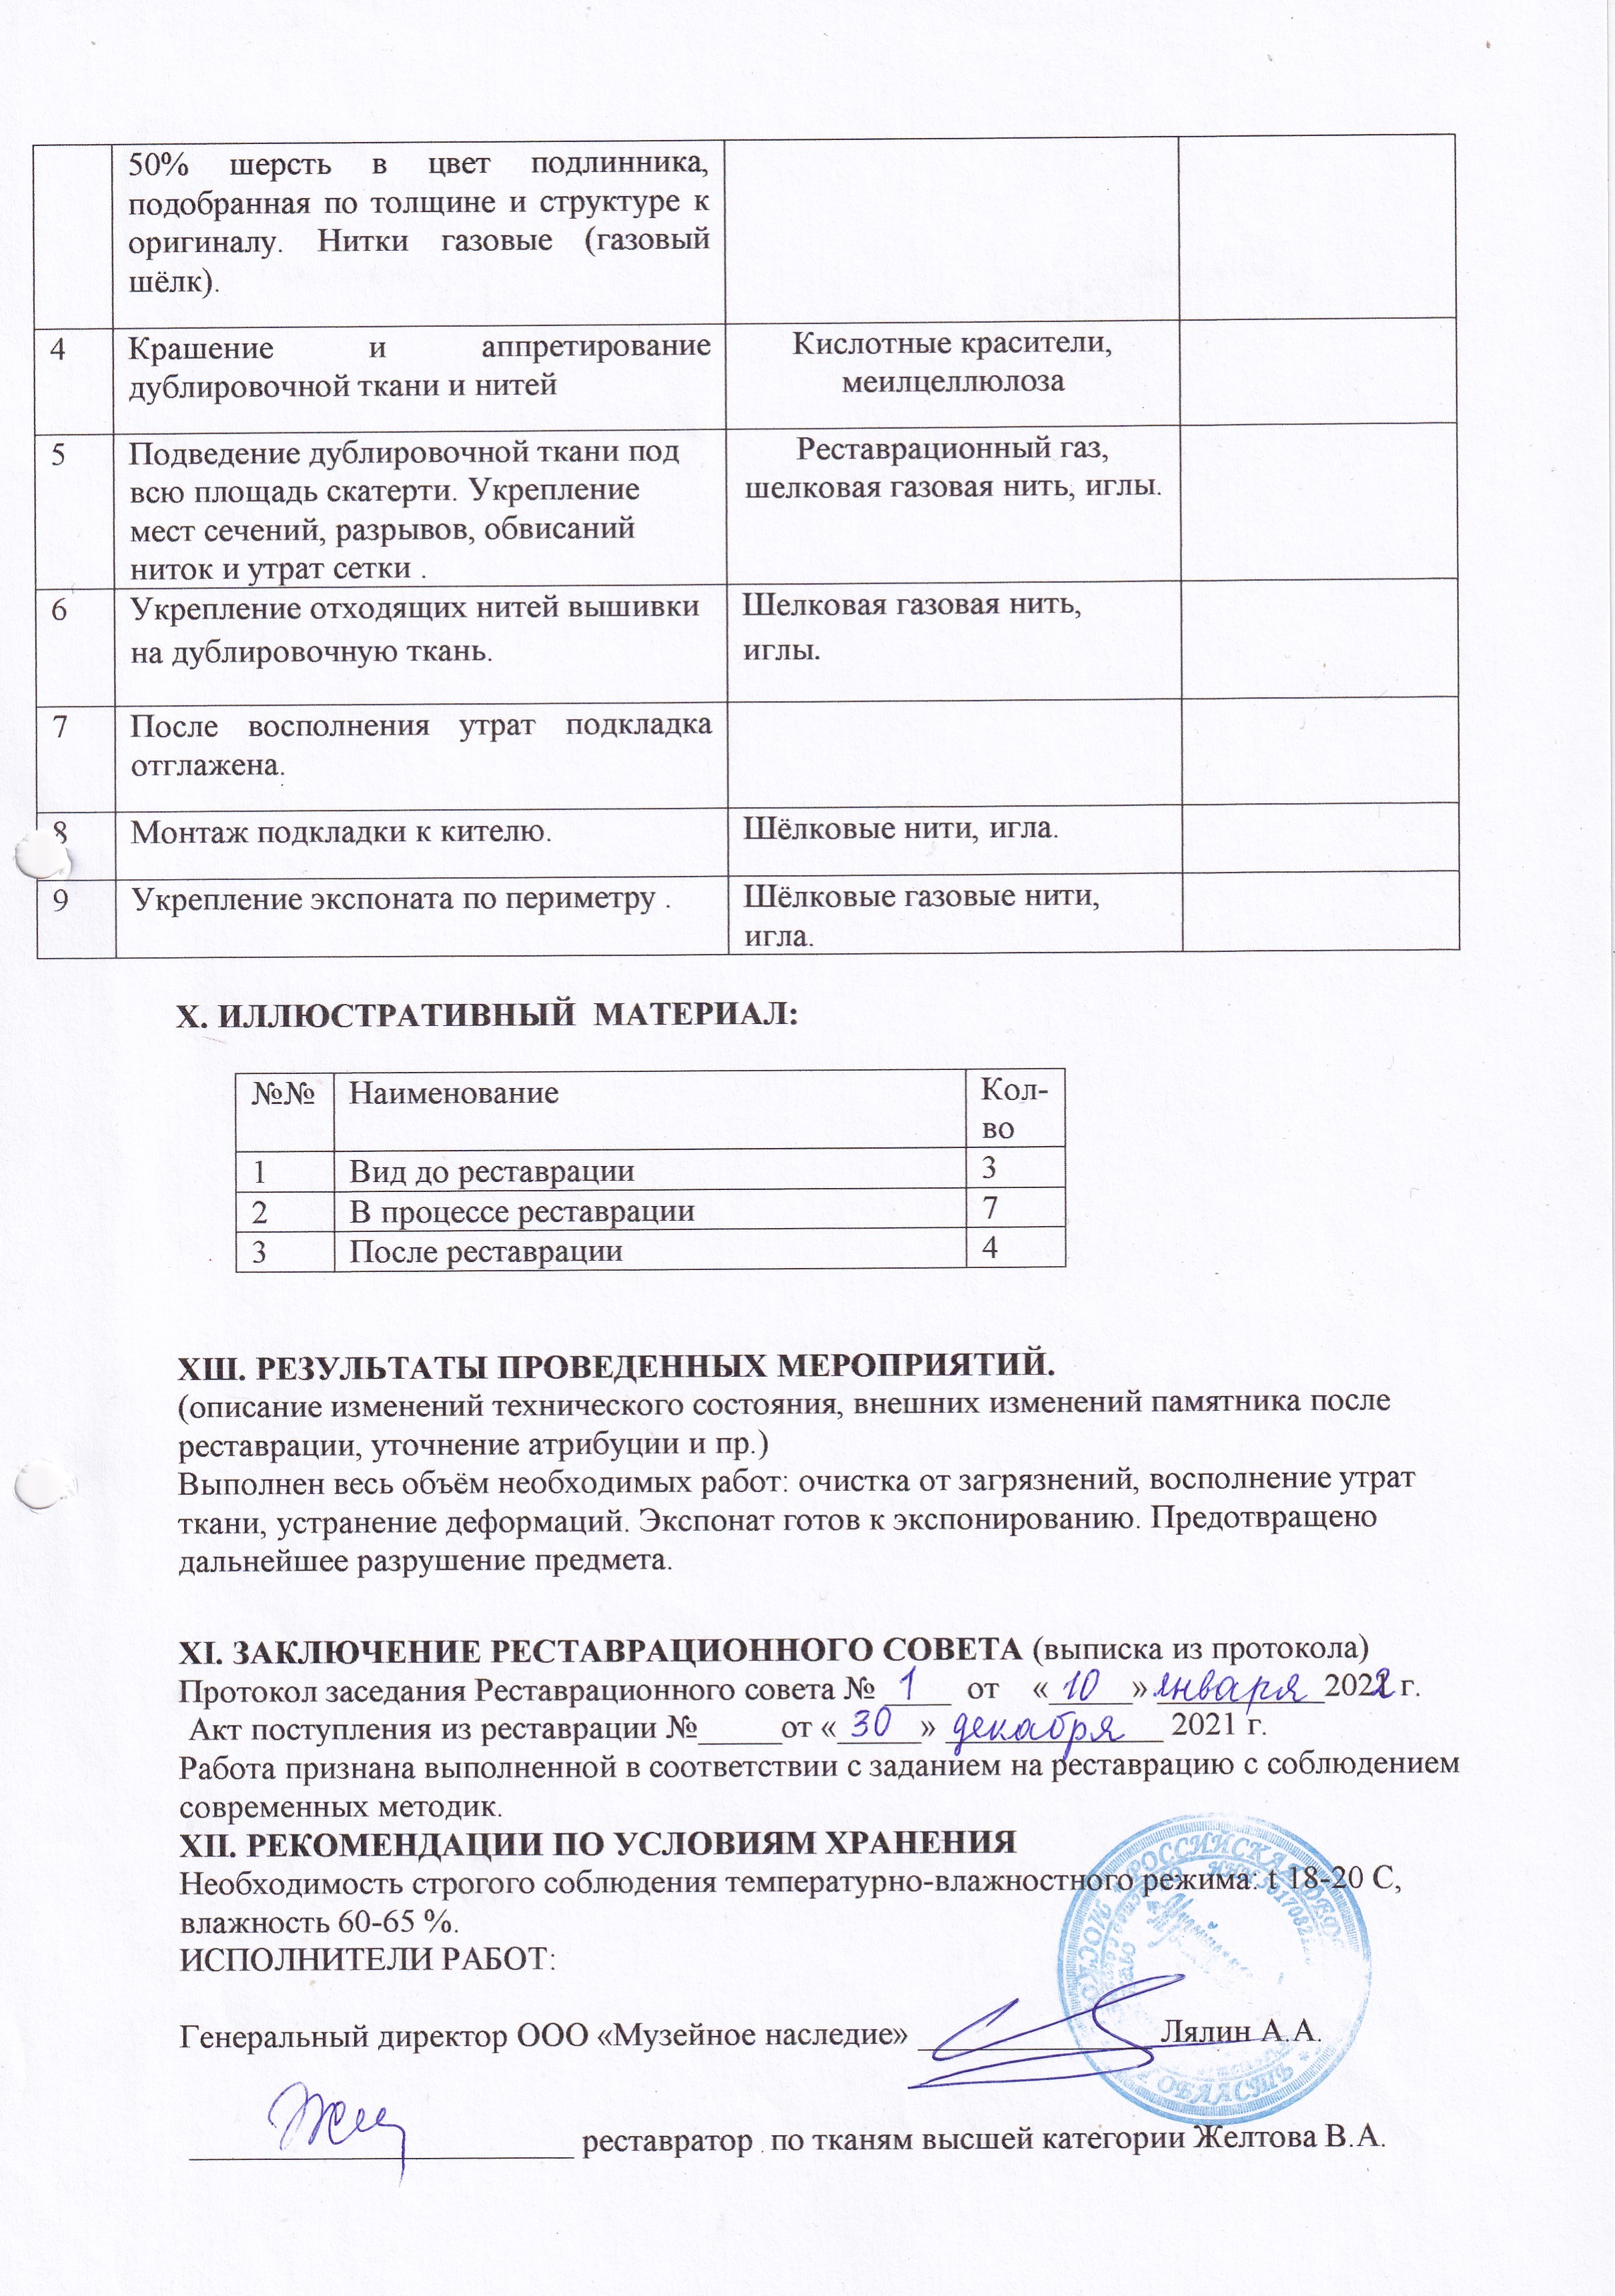 50% шерсть в цвет подлинника,
подобранная по толщине и структуре к
оригиналу. Нитки газовые (газовый
шёлк).
4 Крашение и аппретирование Кислотные красители,
дублировочной ткани и нитей меилцеллюлоза
5 Подведение дублировочной ткани под Реставрационный газ,
всю площадь скатерти. Укрепление шелковая газовая нить, иглы.
мест сечений, разрывов, обвисаний
ниток и утрат сетки .
6 Укрепление отходящих нитей вышивки Шелковая газовая нить,
на дублировочную ткань. иглы.
7 После восполнения утрат подкладка
отглажена.
8 Монтаж подкладки к кителю. Шёлковые нити, игла.
9 Укрепление экспоната по периметру . Шёлковые газовые нити,
игла.
X. ИЛЛЮСТРАТИВНЫЙ МАТЕРИАЛ:
№№ Наименование Кол-
во
1 Вид до реставрации 3
2 В процессе реставрации 7
3 После реставрации 4
XШ. РЕЗУЛЬТАТЫ ПРОВЕДЕННЫХ МЕРОПРИЯТИЙ.
(описание изменений технического состояния, внешних изменений памятника после
реставрации, уточнение атрибуции и пр.)
Выполнен весь объём необходимых работ: очистка от загрязнений, восполнение утрат
ткани, устранение деформаций. Экспонат готов к экспонированию. Предотвращено
дальнейшее разрушение предмета.
XI. ЗАКЛЮЧЕНИЕ РЕСТАВРАЦИОННОГО СОВЕТА (выписка из протокола)
Протокол заседания Реставрационного совета № 1 от «10» января 2022 г.
Акт поступления из реставрации №_____от «30» декабря 2021 г.
Работа признана выполненной в соответствии с заданием на реставрацию с соблюдением
современных методик.
XII. РЕКОМЕНДАЦИИ ПО УСЛОВИЯМ ХРАНЕНИЯ
Необходимость строгого соблюдения температурно-влажностного режима: t 18-20 С,
влажность 60-65 %.
ИСПОЛНИТЕЛИ РАБОТ:
Генеральный директор ООО «Музейное наследие» Лялин А.А.
реставратор по тканям высшей категории Желтова В.А.
РОССИЙСКАЯ
ОБЛАСТЬ